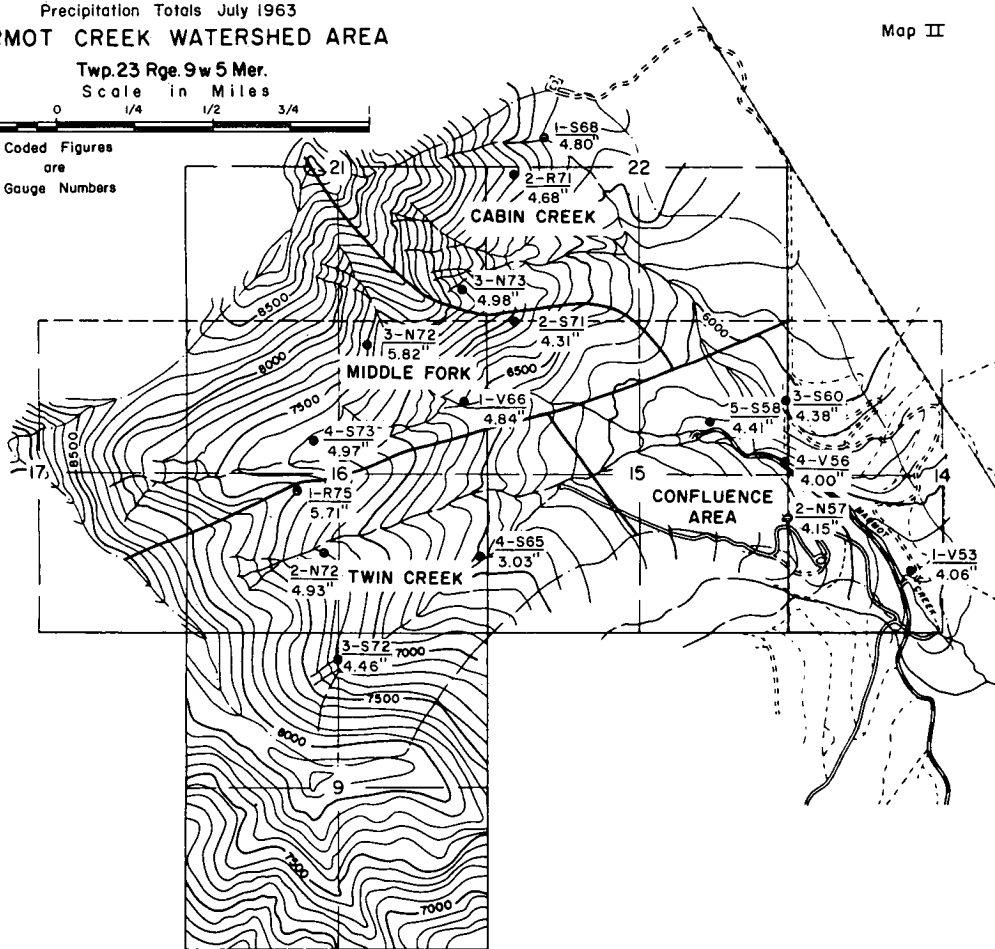 Precipitation Totals July 1963
RMOT CREEK WATERSHED AREA
Map II
Twp. 23 Rge. 9 w 5 Mer.
Scale in Miles
0 1/4 1/2 3/4 1
Coded Figures
are
Gauge Numbers
1-S68
4.80"
21
22
2-R71
4.68"
CABIN CREEK
3-N73
4.98"
8500
2-S71
4.31"
6000
3-N72
5.82"
8000
MIDDLE FORK
6500
7500
1-V66
4.84"
3-S60
4.38"
5-S58
4.41"
4-S73
4.97"
8500
4-V56
4.00"
17
16
15
14
1-R75
5.71"
CONFLUENCE
AREA
2-N57
4.15"
MARMOT
CREEK
4-S65
3.03"
1-V53
4.06"
2-N72
4.93"
TWIN CREEK
3-S72
4.46"
7000
7500
8000
9
7500
7000